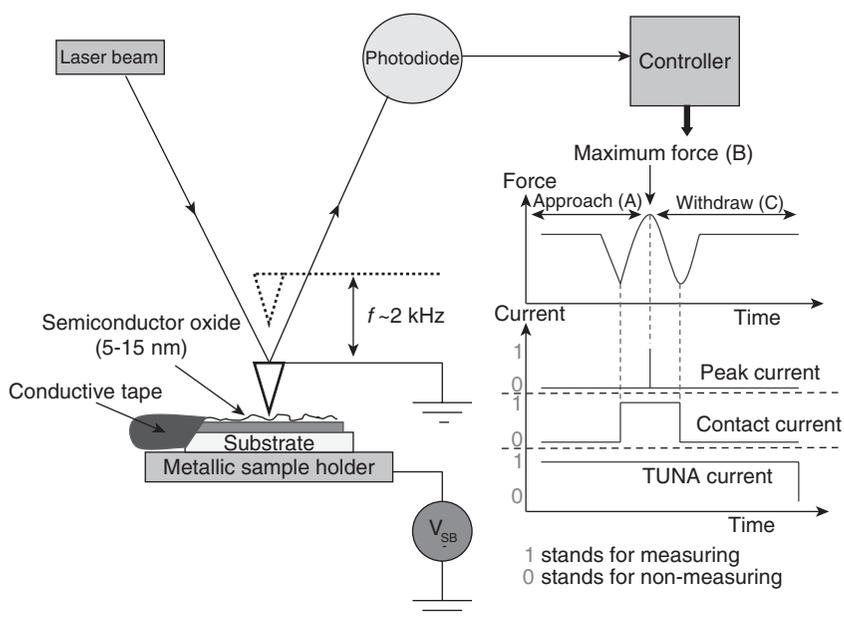 Laser beam
Photodiode
Controller
Maximum force (B)
Force
Approach (A)
Withdraw (C)
f ~2 kHz
Time
Semiconductor oxide
(5-15 nm)
Current
1
0
Peak current
Conductive tape
1
0
Contact current
Substrate
Metallic sample holder
1
0
TUNA current
Time
VSB
1 stands for measuring
0 stands for non-measuring